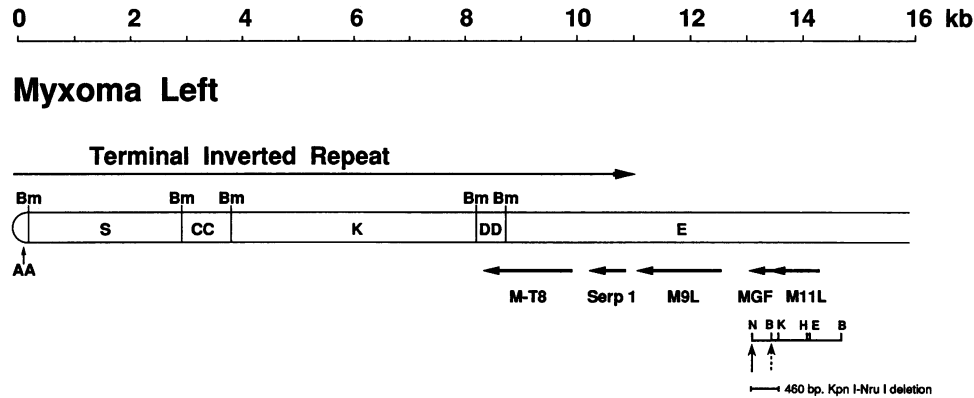 0 2 4 6 8 10 12 14 16 kb
Myxoma Left
Terminal Inverted Repeat
Bm Bm Bm Bm Bm
S CC K DD E
AA
M-T8 Serp 1 M9L MGF M11L
N B K H E B
460 bp. Kpn I-Nru I deletion